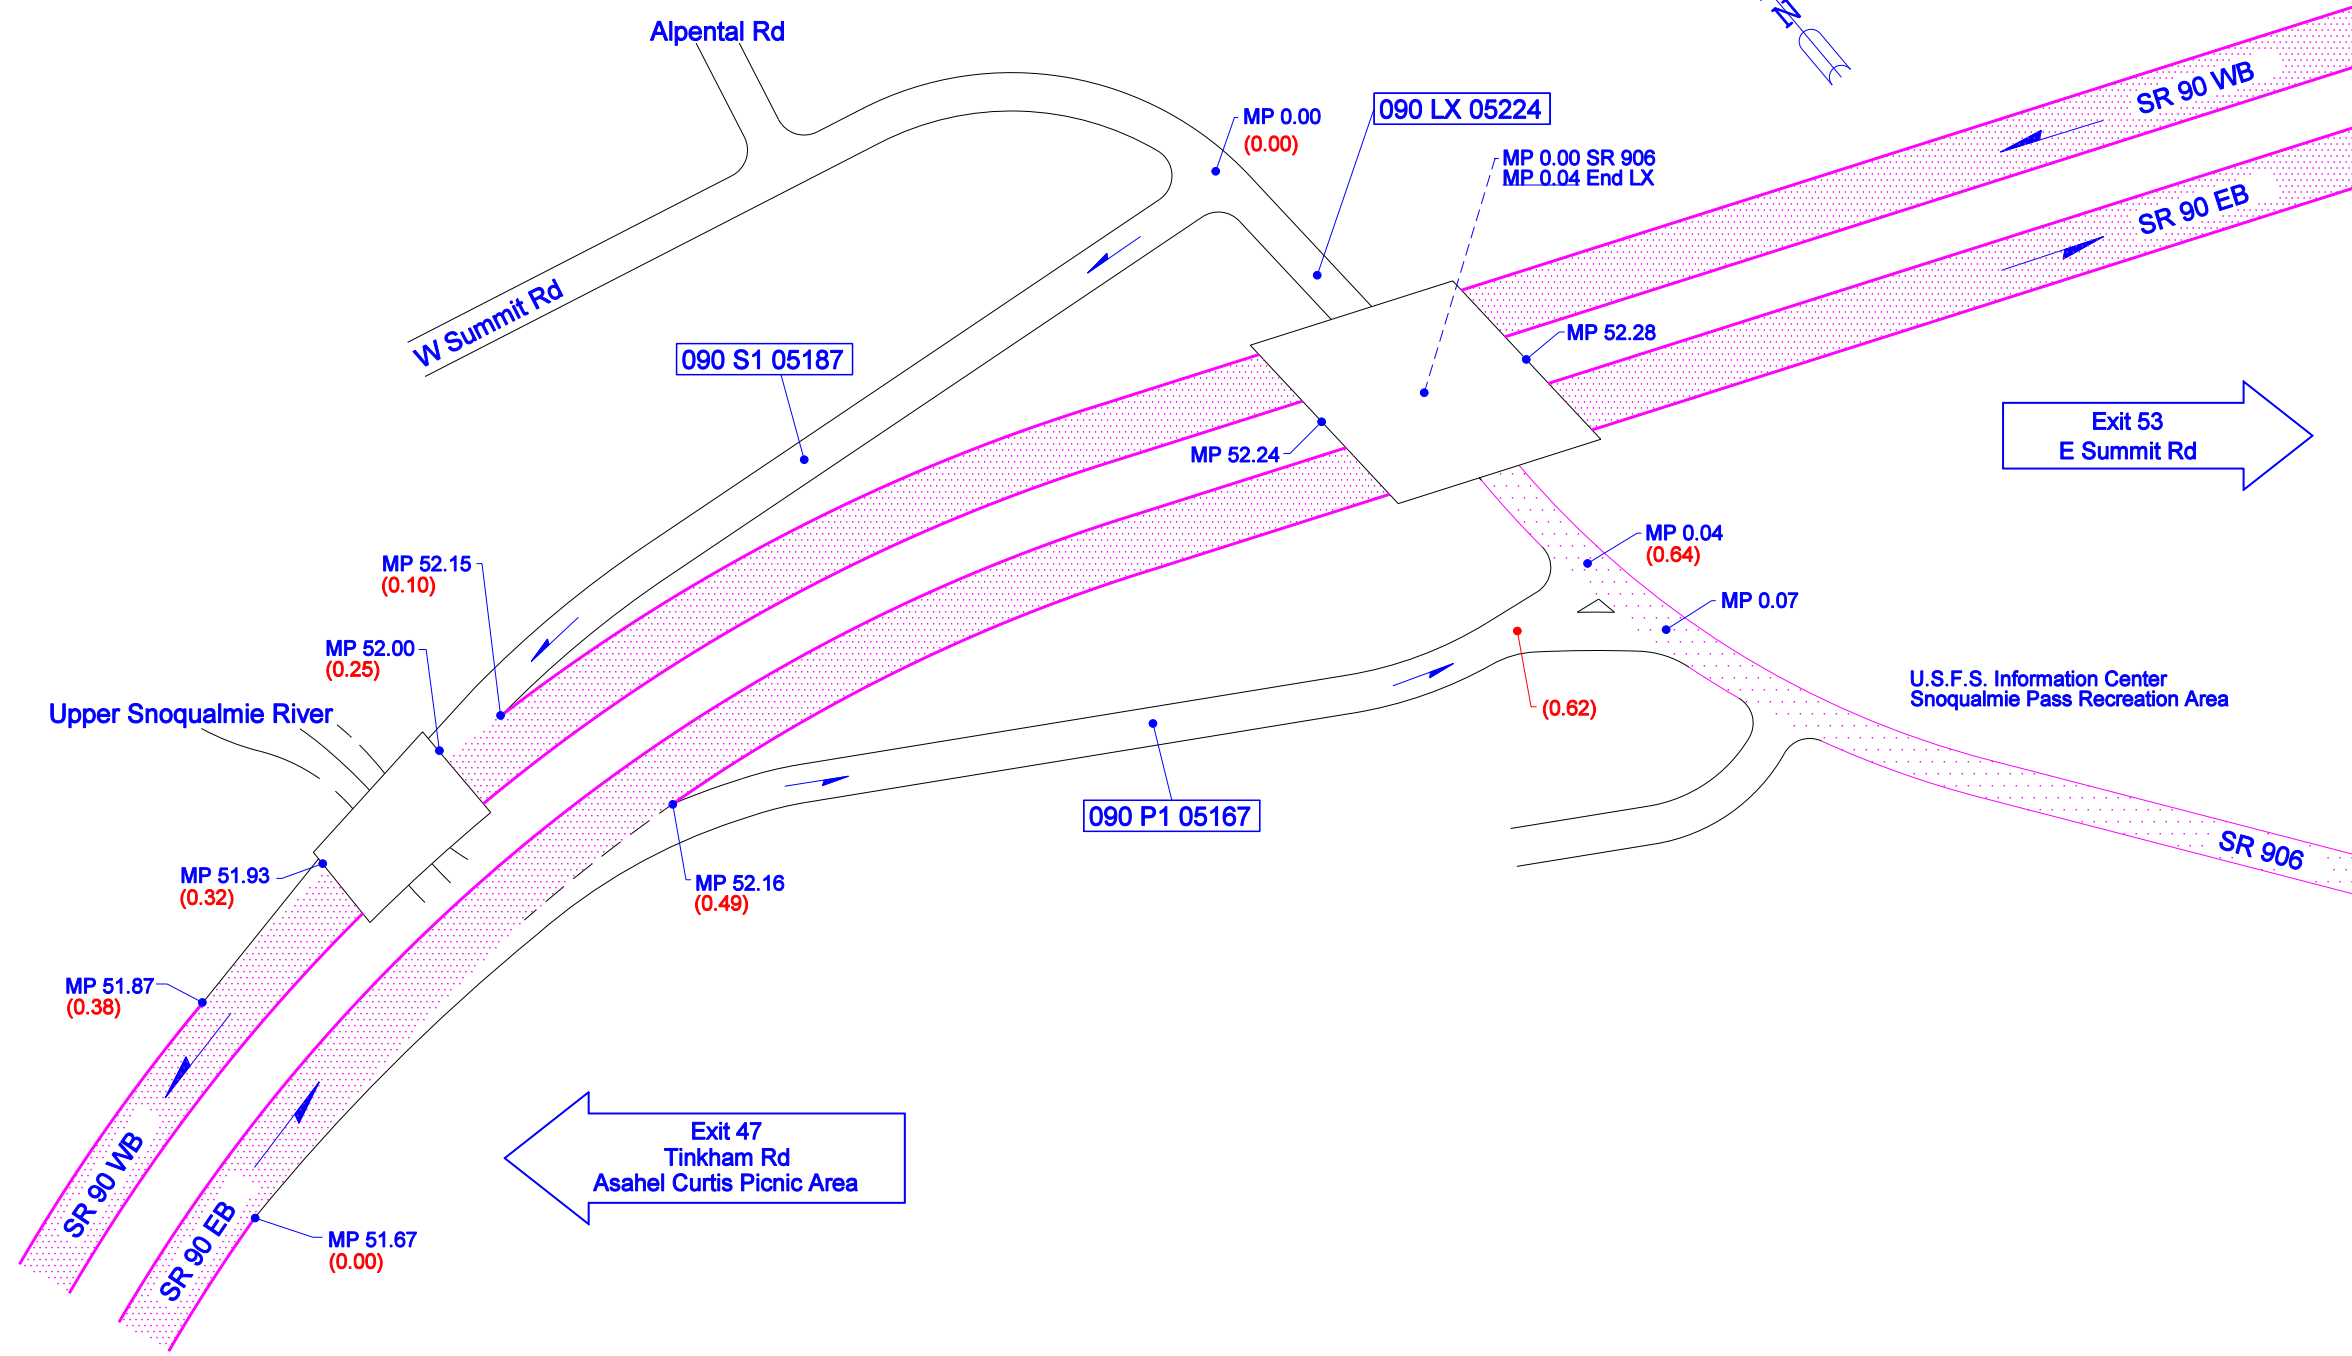 Alpental Rd
N
SR 90 WB
MP 0.00
(0.00)
090 LX 05224
MP 0.00 SR 906
MP 0.04 End LX
SR 90 EB
W Summit Rd
090 S1 05187
MP 52.28
MP 52.24
Exit 53
E Summit Rd
MP 52.15
(0.10)
MP 0.04
(0.64)
MP 0.07
MP 52.00
(0.25)
U.S.F.S. Information Center
Snoqualmie Pass Recreation Area
Upper Snoqualmie River
(0.62)
090 P1 05167
SR 906
MP 51.93
(0.32)
MP 52.16
(0.49)
MP 51.87
(0.38)
Exit 47
Tinkham Rd
Asahel Curtis Picnic Area
SR 90 WB
SR 90 EB
MP 51.67
(0.00)